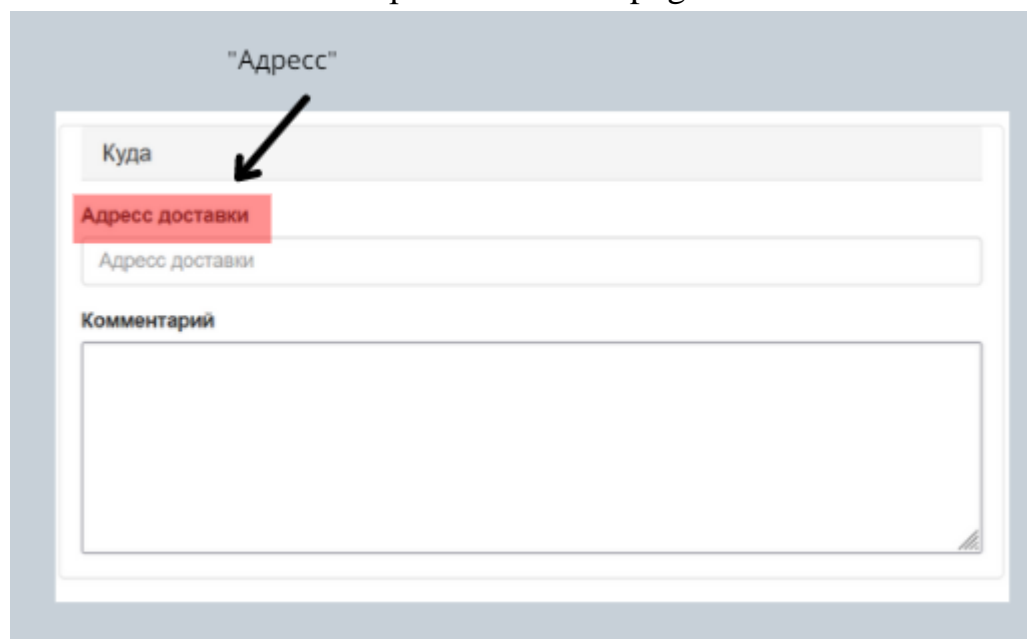 "Адресс"
Куда
Адресс доставки
Адресс доставки
Комментарий